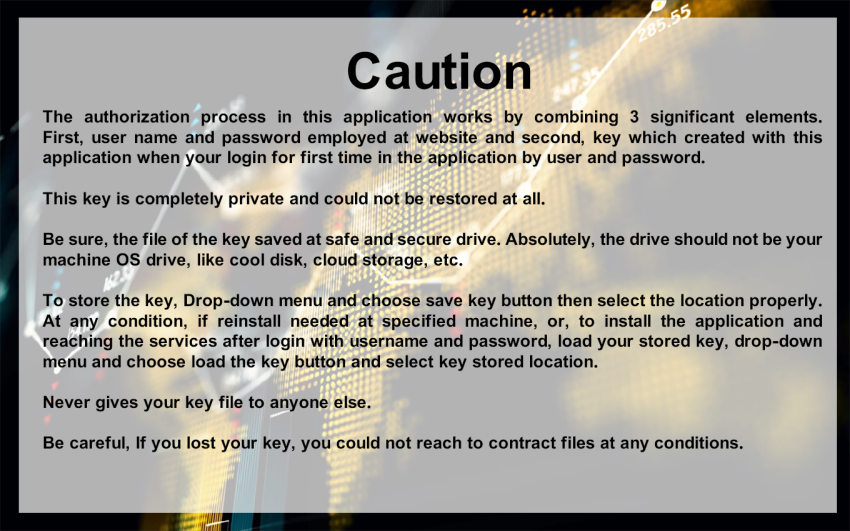 285.55
247.35
Caution
The authorization process in this application works by combining 3 significant elements.
First, user name and password employed at website and second, key which created with this
application when your login for first time in the application by user and password.
This key is completely private and could not be restored at all.
Be sure, the file of the key saved at safe and secure drive. Absolutely, the drive should not be your
machine OS drive, like cool disk, cloud storage, etc.
To store the key, Drop-down menu and choose save key button then select the location properly.
At any condition, if reinstall needed at specified machine, or, to install the application and
reaching the services after login with username and password, load your stored key, drop-down
menu and choose load the key button and select key stored location.
Never gives your key file to anyone else.
Be careful, If you lost your key, you could not reach to contract files at any conditions.